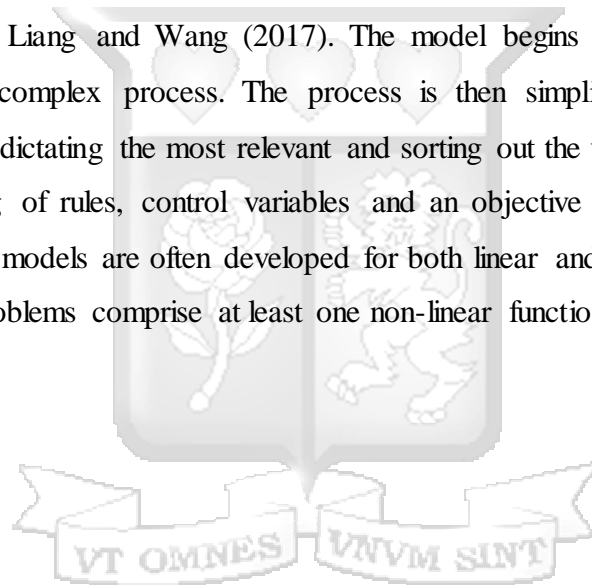 Liang and Wang (2017). The model begins
complex process. The process is then simpli
dictating the most relevant and sorting out the
of rules, control variables and an objective
models are often developed for both linear and
oblems comprise at least one non-linear functio
VT OMNES VNVM SINT